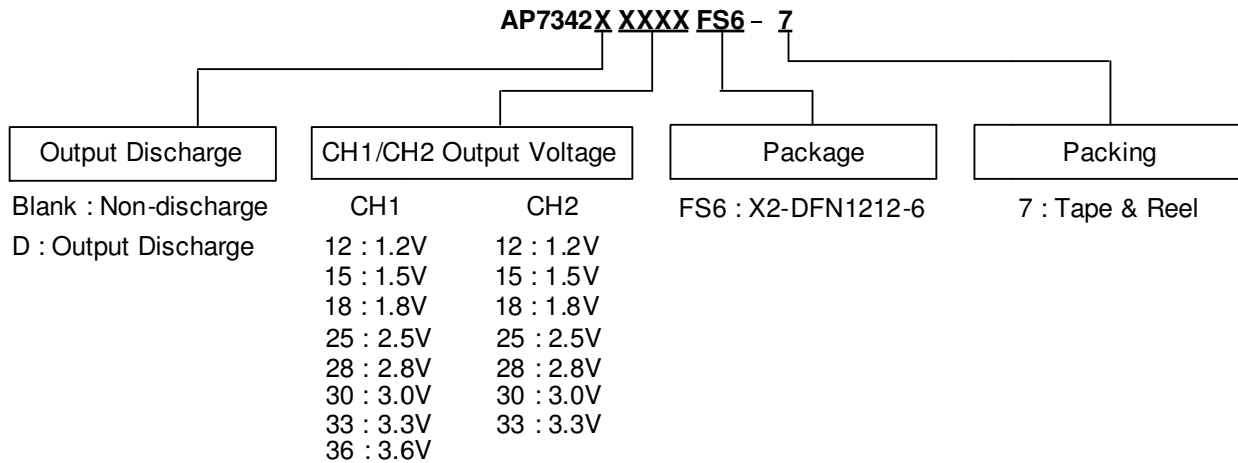 AP7342X XXXX FS6 – 7
Output Discharge
Blank : Non-discharge
D : Output Discharge
CH1/CH2 Output Voltage
CH1 CH2
12 : 1.2V 12 : 1.2V
15 : 1.5V 15 : 1.5V
18 : 1.8V 18 : 1.8V
25 : 2.5V 25 : 2.5V
28 : 2.8V 28 : 2.8V
30 : 3.0V 30 : 3.0V
33 : 3.3V 33 : 3.3V
36 : 3.6V
Package
FS6 : X2-DFN1212-6
Packing
7 : Tape & Reel